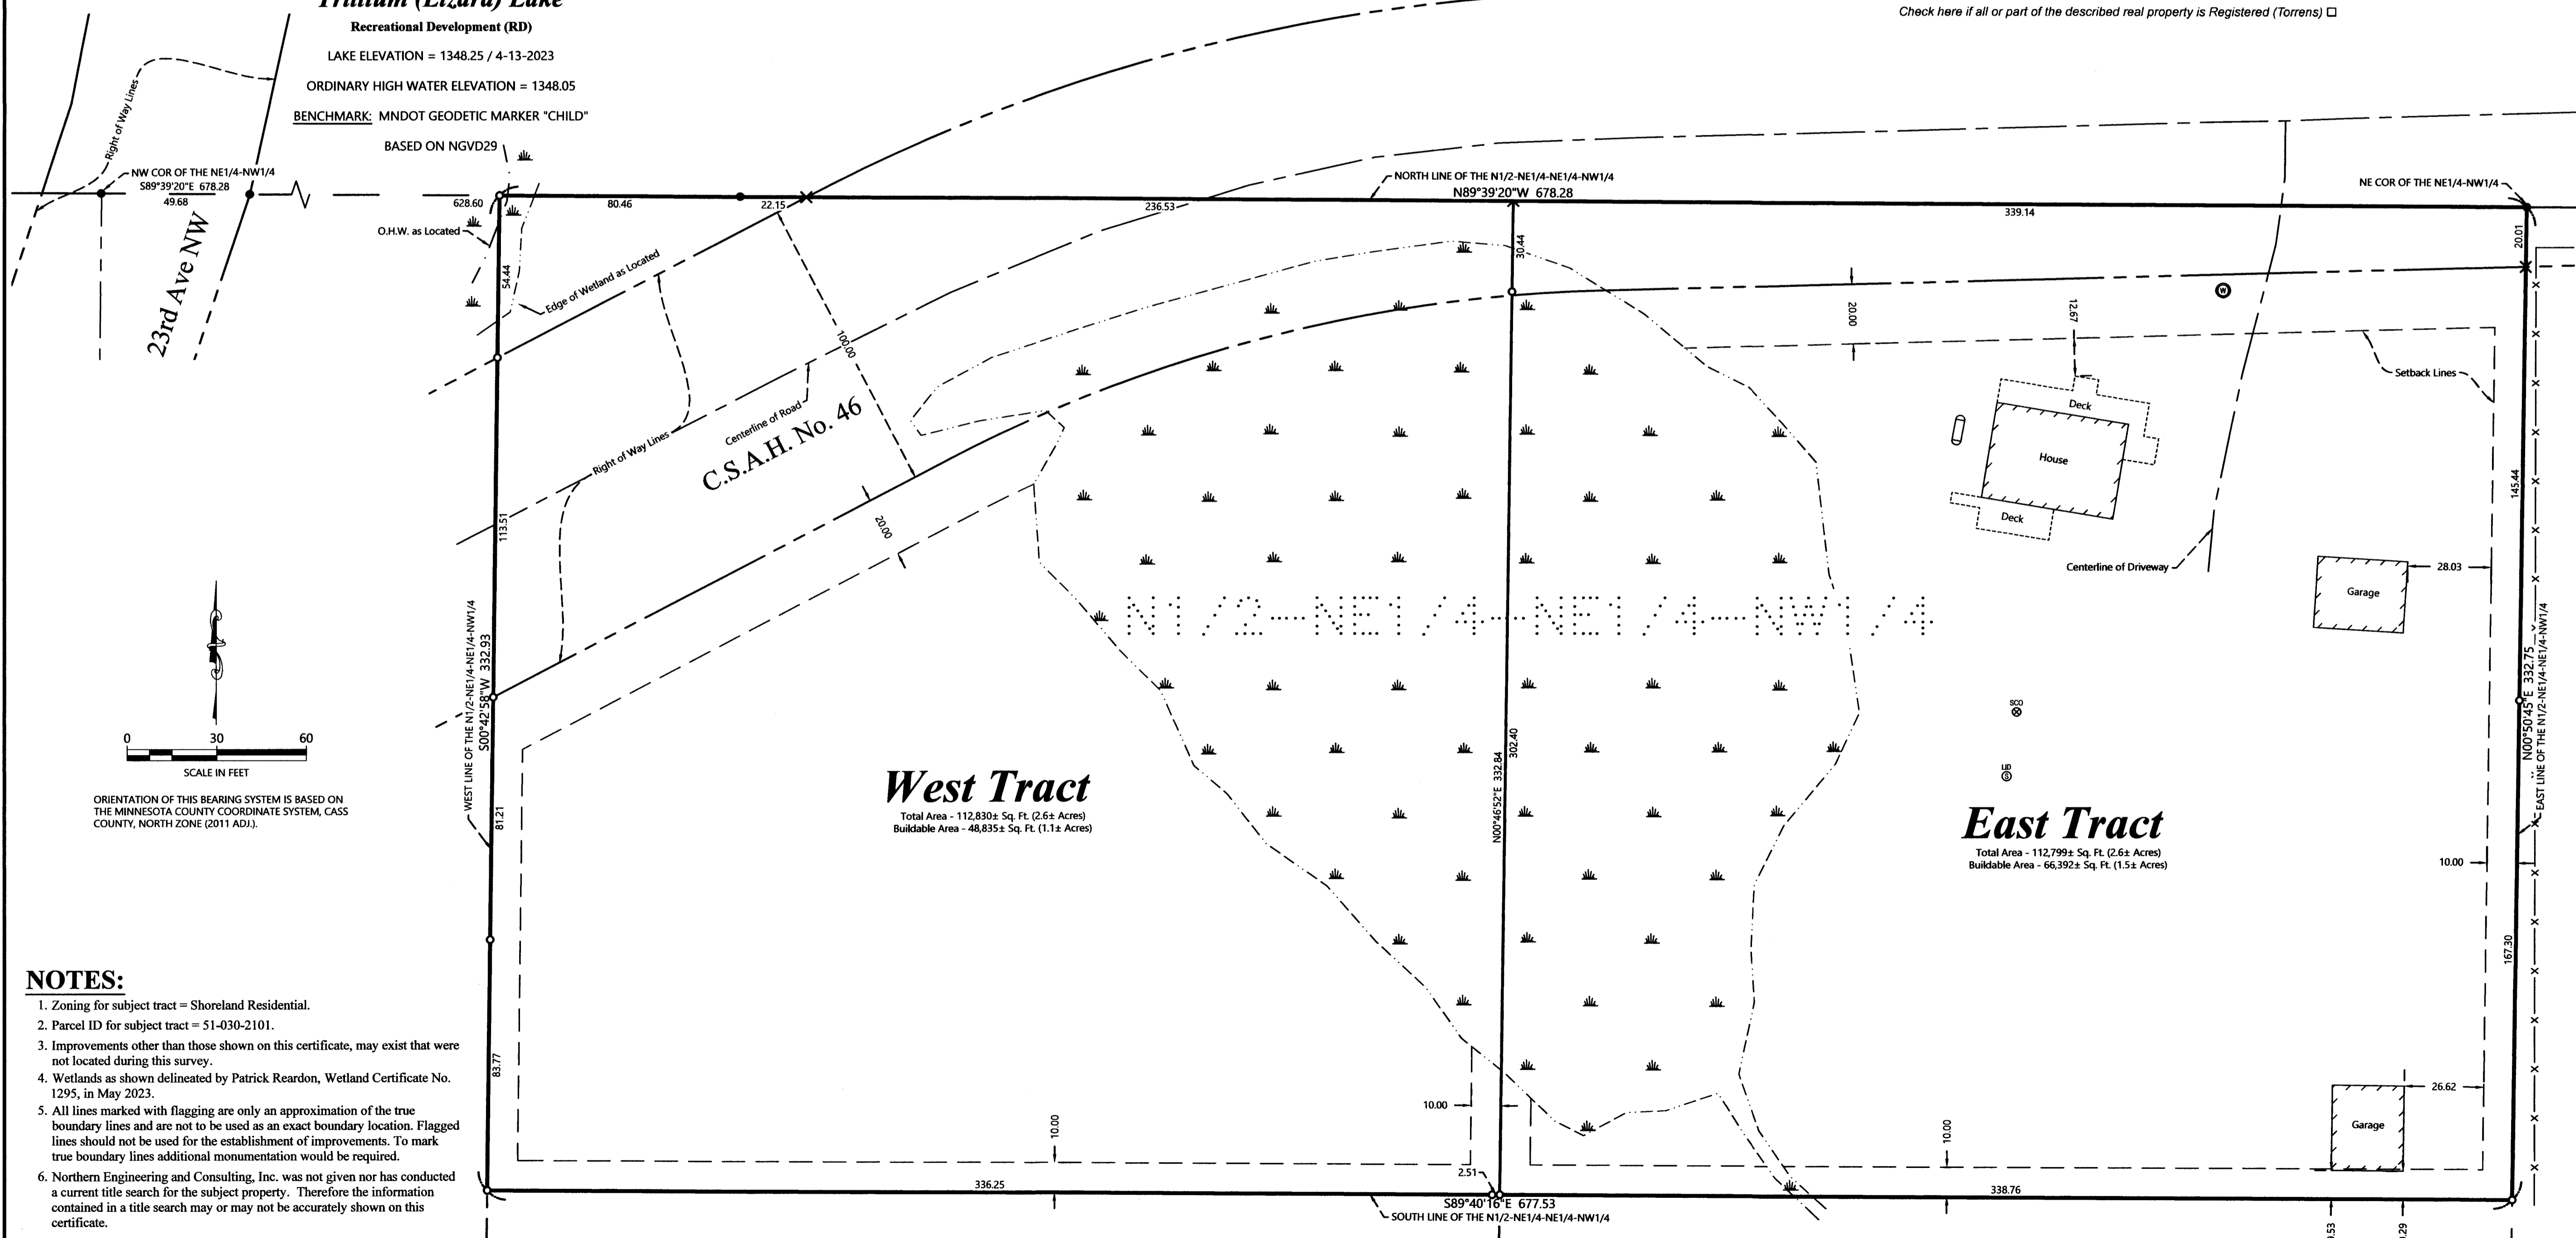 Trillium (Lizard) Lake
Recreational Development (RD)
LAKE ELEVATION = 1348.25 / 4-13-2023
ORDINARY HIGH WATER ELEVATION = 1348.05
BENCHMARK: MNDOT GEODETIC MARKER "CHILD"
BASED ON NGVD29
Check here if all or part of the described real property is Registered (Torrens) ☐
Right of Way Lines
NW COR OF THE NE1/4-NW1/4
S89°39'20"E 678.28
49.68
628.60
23rd Ave NW
O.H.W. as Located
80.46
22.15
236.53
NORTH LINE OF THE N1/2-NE1/4-NE1/4-NW1/4
N89°39'20"W 678.28
339.14
NE COR OF THE NE1/4-NW1/4
54.44
Edge of Wetland as Located
100.00
30.44
20.01
20.00
12.67
W
Setback Lines
Centerline of Road
Right of Way Lines
C.S.A.H. No. 46
20.00
Deck
House
Deck
Centerline of Driveway
145.44
28.03
Garage
113.51
N1/2--NE1/4--NE1/4--NW1/4
WEST LINE OF THE N1/2-NE1/4-NE1/4-NW1/4
S00°42'58"W 332.93
81.21
83.77
0 30 60
SCALE IN FEET
ORIENTATION OF THIS BEARING SYSTEM IS BASED ON
THE MINNESOTA COUNTY COORDINATE SYSTEM, CASS
COUNTY, NORTH ZONE (2011 ADJ.).
West Tract
Total Area - 112,830± Sq. Ft. (2.6± Acres)
Buildable Area - 48,835± Sq. Ft. (1.1± Acres)
N00°46'52"E 332.84
302.40
SCO
LID
S
East Tract
Total Area - 112,799± Sq. Ft. (2.6± Acres)
Buildable Area - 66,392± Sq. Ft. (1.5± Acres)
N00°50'45"E 332.75
EAST LINE OF THE N1/2-NE1/4-NE1/4-NW1/4
10.00
167.30
26.62
Garage
10.00
10.00
10.00
2.51
336.25
S89°40'16"E 677.53
SOUTH LINE OF THE N1/2-NE1/4-NE1/4-NW1/4
338.76
NOTES:
1. Zoning for subject tract = Shoreland Residential.
2. Parcel ID for subject tract = 51-030-2101.
3. Improvements other than those shown on this certificate, may exist that were
not located during this survey.
4. Wetlands as shown delineated by Patrick Reardon, Wetland Certificate No.
1295, in May 2023.
5. All lines marked with flagging are only an approximation of the true
boundary lines and are not to be used as an exact boundary location. Flagged
lines should not be used for the establishment of improvements. To mark
true boundary lines additional monumentation would be required.
6. Northern Engineering and Consulting, Inc. was not given nor has conducted
a current title search for the subject property. Therefore the information
contained in a title search may or may not be accurately shown on this
certificate.